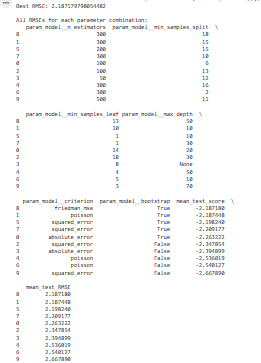 Best RMSE: 2.187179798054482
All RMSEs for each parameter combination:
param_model__n_estimators param_model__min_samples_split \
8 300 18
1 300 15
5 200 15
7 300 10
0 100 6
2 100 13
3 50 12
4 300 16
6 300 2
9 500 11
param_model__min_samples_leaf param_model__max_depth \
8 13 50
1 10 10
5 1 10
7 1 30
0 14 20
2 18 30
3 8 None
4 4 50
6 5 10
9 3 70
param_model__criterion param_model__bootstrap mean_test_score \
8 friedman_mse True -2.187180
1 poisson True -2.187448
5 squared_error True -2.198240
7 squared_error True -2.209177
0 absolute_error True -2.263222
2 squared_error False -2.347854
3 absolute_error False -2.394899
4 poisson False -2.536019
6 poisson False -2.540127
9 squared_error False -2.667890
mean_test_RMSE
8 2.187180
1 2.187448
5 2.198240
7 2.209177
0 2.263222
2 2.347854
3 2.394899
4 2.536019
6 2.540127
9 2.667890